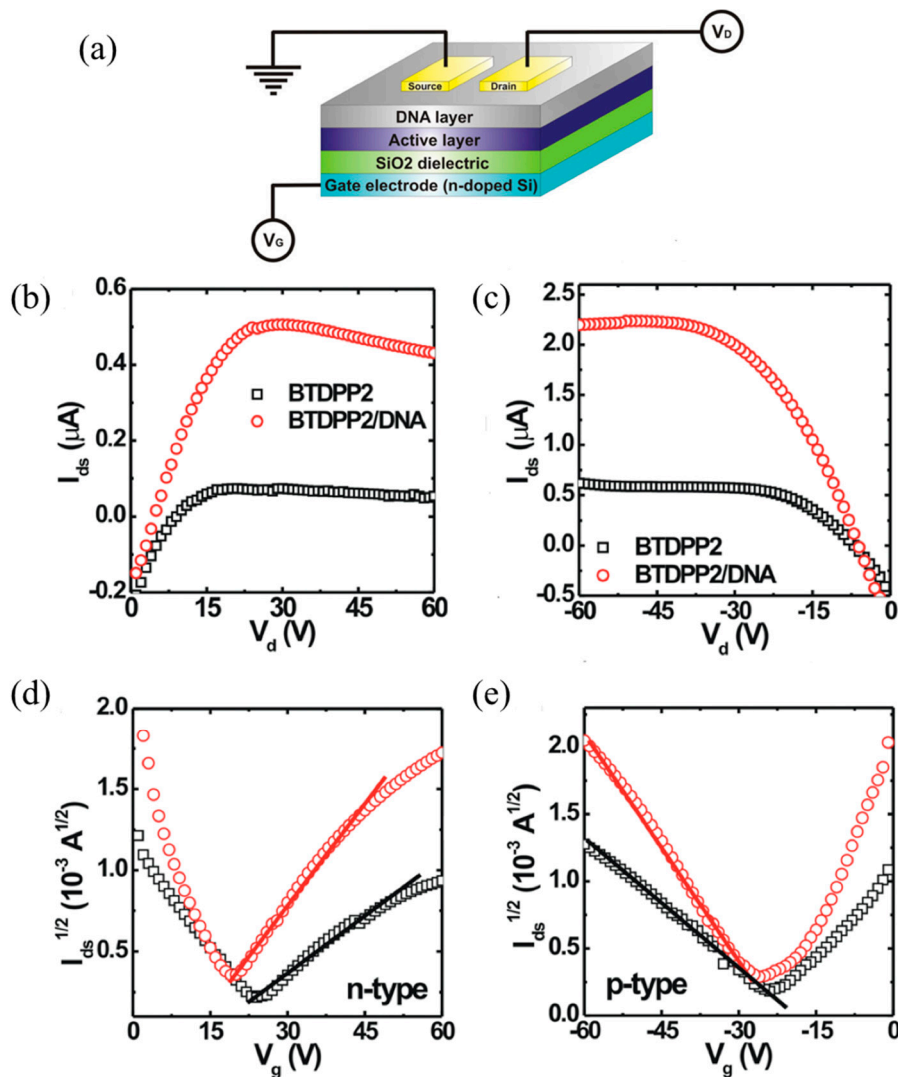 (a)
V_D
Source
Drain
DNA layer
Active layer
SiO2 dielectric
Gate electrode (n-doped Si)
V_G
(b)
0.6
0.4
0.2
0.0
-0.2
I_ds (μA)
BTDPP2
BTDPP2/DNA
0
15
30
45
60
V_d (V)
(c)
2.5
2.0
1.5
1.0
0.5
0.0
-0.5
I_ds (μA)
BTDPP2
BTDPP2/DNA
-60
-45
-30
-15
0
V_d (V)
(d)
2.0
1.5
1.0
0.5
I_ds^1/2 (10^-3 A^1/2)
n-type
0
15
30
45
60
V_g (V)
(e)
2.0
1.5
1.0
0.5
0.0
I_ds^1/2 (10^-3 A^1/2)
p-type
-60
-45
-30
-15
0
V_g (V)